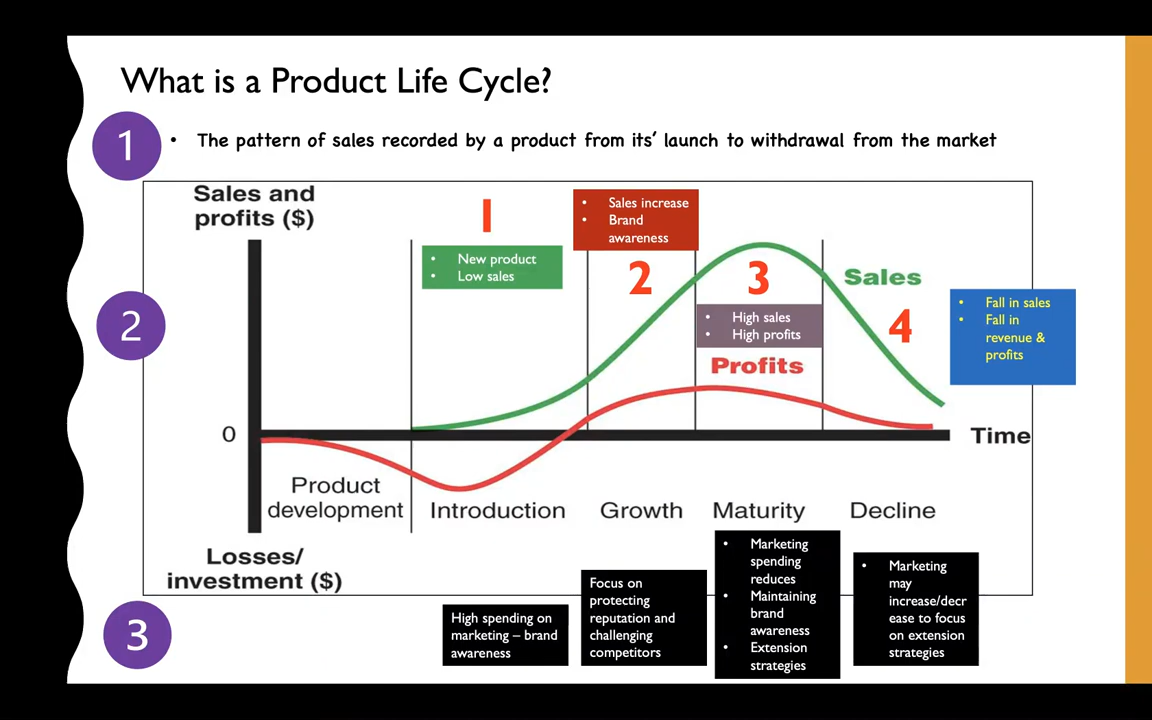 What is a Product Life Cycle?
1
• The pattern of sales recorded by a product from its’ launch to withdrawal from the market
Sales and
profits ($)
1
• New product
• Low sales
• Sales increase
• Brand
awareness
2
3
• High sales
• High profits
Profits
Sales
4
• Fall in sales
• Fall in
revenue &
profits
2
0
Time
Product
development
Introduction
Growth
Maturity
Decline
Losses/
investment ($)
3
High spending on
marketing – brand
awareness
Focus on
protecting
reputation and
challenging
competitors
• Marketing
spending
reduces
• Maintaining
brand
awareness
• Extension
strategies
• Marketing
may
increase/decr
ease to focus
on extension
strategies